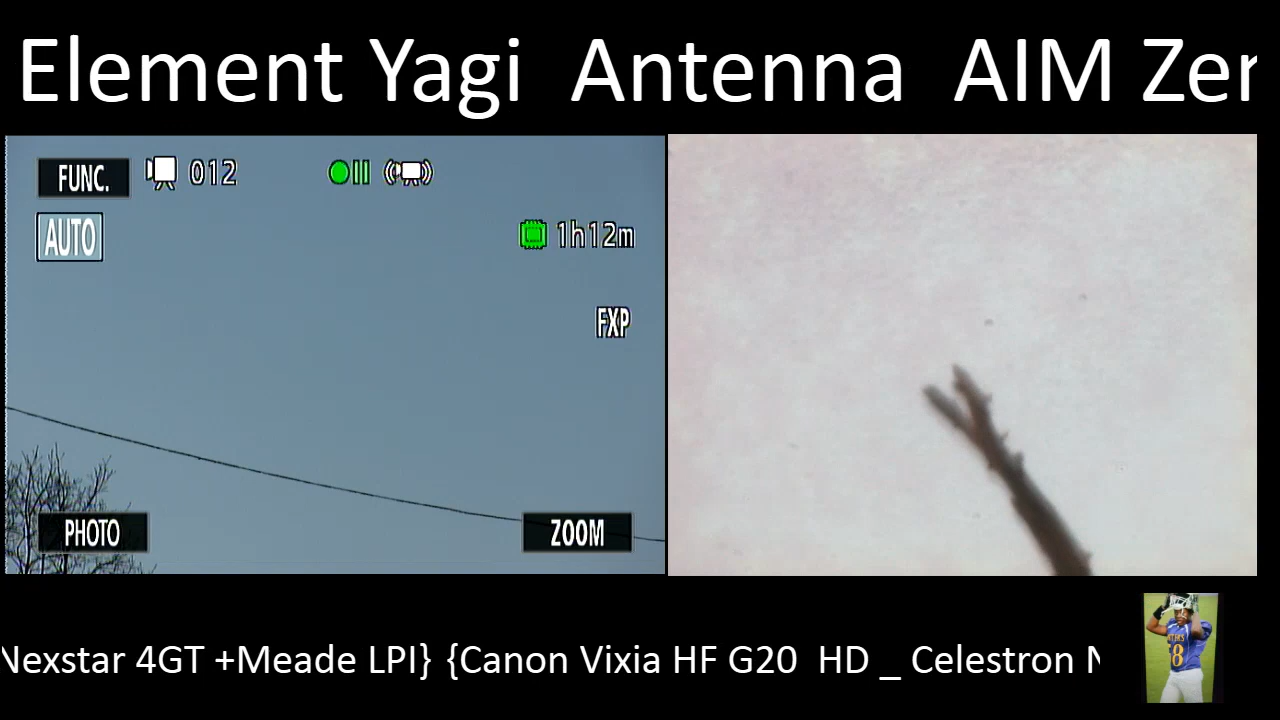 Element Yagi Antenna AIM Zer
FUNC. 012
AUTO
1h12m
FXP
PHOTO ZOOM
Nexstar 4GT +Meade LPI} {Canon Vixia HF G20 HD _ Celestron N
8